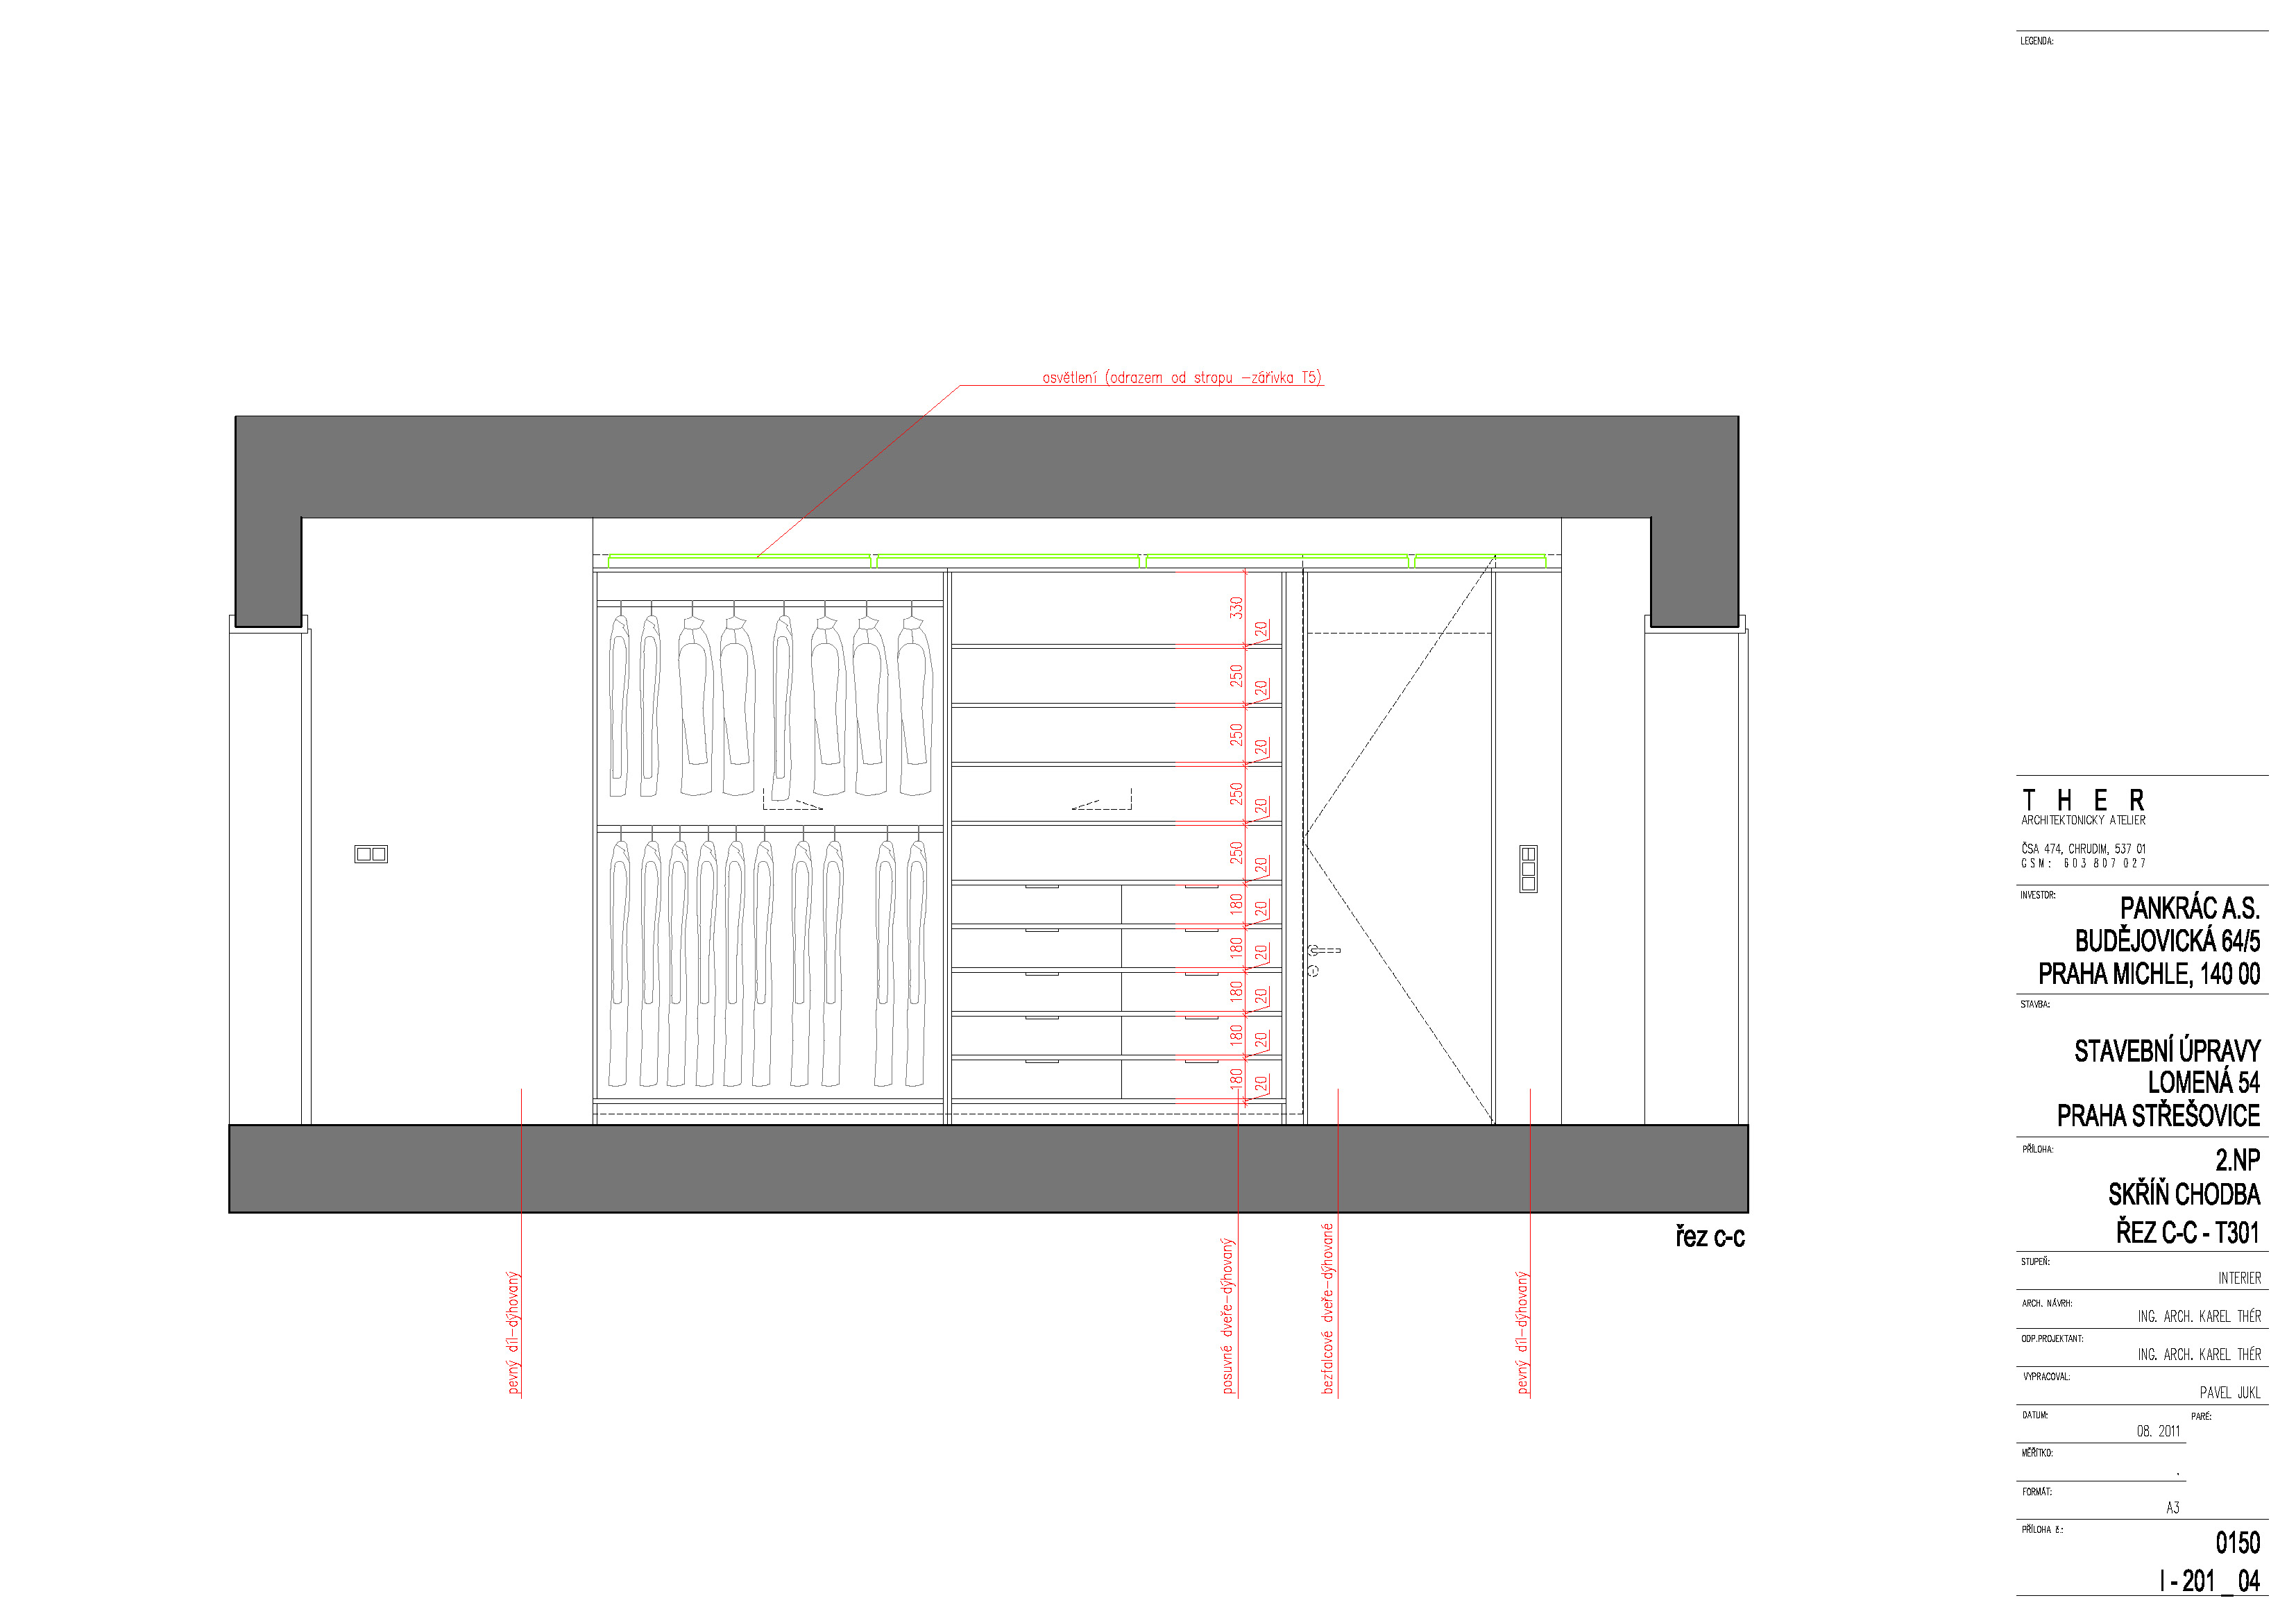 LEGENDA:
osvětlení (odrazem od stropu -zářivka T5)
330
20
250
20
250
20
250
20
250
20
180
20
180
20
180
20
180
20
180
20
řez c-c
pevný díl-dýhovaný
posuvné dveře-dýhovaný
bezfalcové dveře-dýhované
pevný díl-dýhovaný
T H E R
ARCHITEKTONICKÝ ATELIER
ČSA 474, CHRUDIM, 537 01
GSM: 603 807 027
INVESTOR:
PANKRÁC A.S.
BUDĚJOVICKÁ 64/5
PRAHA MICHLE, 140 00
STAVBA:
STAVEBNÍ ÚPRAVY
LOMENÁ 54
PRAHA STŘEŠOVICE
PŘÍLOHA:
2.NP
SKŘÍŇ CHODBA
ŘEZ C-C - T301
STUPEŇ:
INTERIER
ARCH. NÁVRH:
ING. ARCH. KAREL THÉR
ODP.PROJEKTANT:
ING. ARCH. KAREL THÉR
VYPRACOVAL:
PAVEL JUKL
DATUM:
08. 2011
PARÉ:
MĚŘÍTKO:
.
FORMÁT:
A3
PŘÍLOHA č.:
0150
I - 201 _ 04